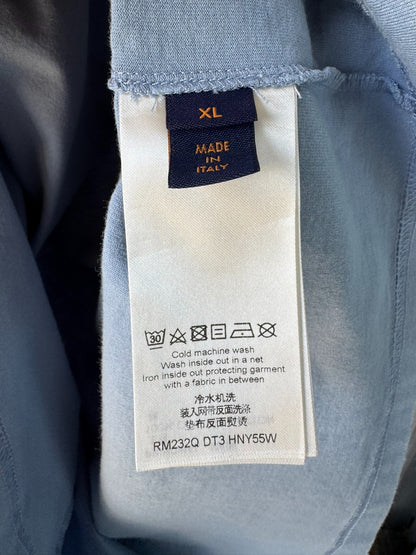 XL
MADE
IN
ITALY
30
Cold machine wash
Wash inside out in a net
Iron inside out protecting garment
with a fabric in between
冷水机洗
装入网带反面洗涤
垫布反面熨烫
RM232Q DT3 HNY55W